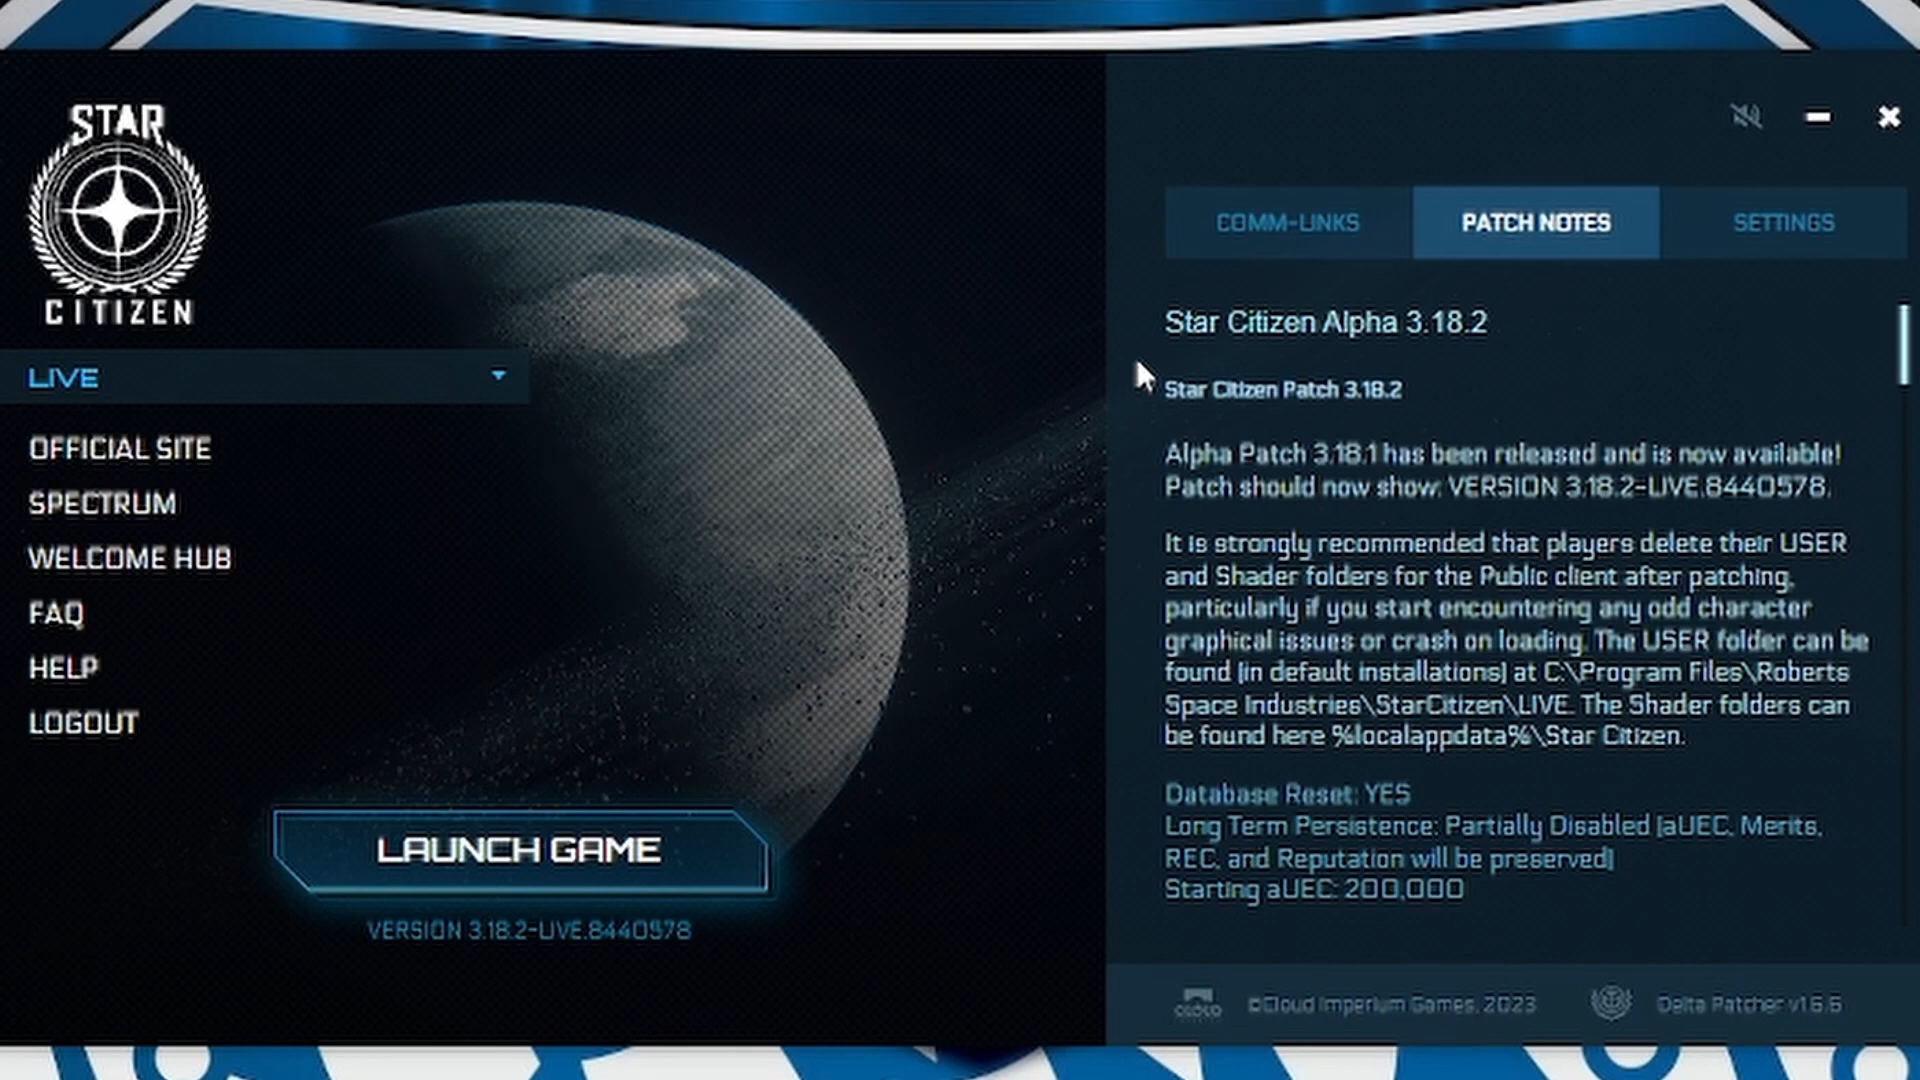 STAR
CITIZEN
LIVE
OFFICIAL SITE
SPECTRUM
WELCOME HUB
FAQ
HELP
LOGOUT
LAUNCH GAME
VERSION 3.18.2-LIVE.8440578
COMM-LINKS
PATCH NOTES
SETTINGS
Star Citizen Alpha 3.18.2
Star Citizen Patch 3.18.2
Alpha Patch 3.18.1 has been released and is now available!
Patch should now show: VERSION 3.18.2-LIVE.8440578.
It is strongly recommended that players delete their USER
and Shader folders for the Public client after patching,
particularly if you start encountering any odd character
graphical issues or crash on loading. The USER folder can be
found (in default installations) at C:\Program Files\Roberts
Space Industries\StarCitizen\LIVE. The Shader folders can
be found here %localappdata%\Star Citizen.
Database Reset: YES
Long Term Persistence: Partially Disabled (aUEC, Merits,
REC, and Reputation will be preserved)
Starting aUEC: 200,000
CLOUD
©Cloud Imperium Games, 2023
Delta Patcher v1.6.6